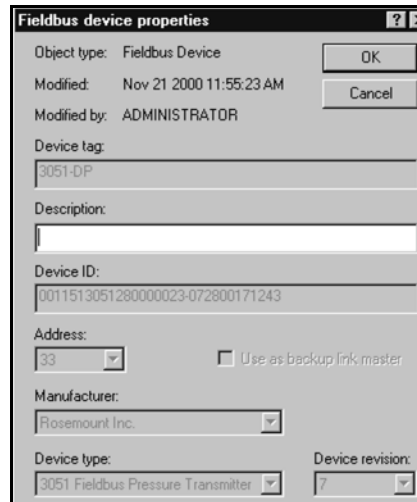 Fieldbus device properties ?
Object type: Fieldbus Device OK
Modified: Nov 21 2000 11:55:23 AM Cancel
Modified by: ADMINISTRATOR
Device tag:
3051-DP
Description:
Device ID:
0011513051280000023-072800171243
Address:
33 Use as backup link master
Manufacturer:
Rosemount Inc.
Device type: Device revision:
3051 Fieldbus Pressure Transmitter 7